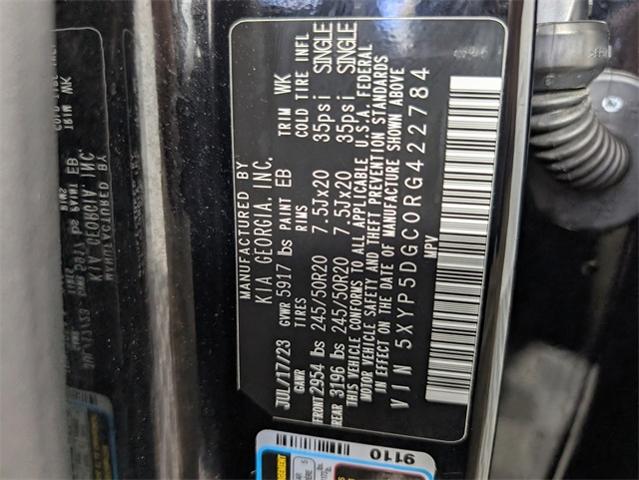 MANUFACTURED BY
KIA GEORGIA, INC.
JUL/17/23 GVWR 5917 lbs PAINT EB TRIM WK
GAWR TIRES RIMS COLD TIRE INFL
FRONT 2954 lbs 245/50R20 7.5Jx20 35psi SINGLE
REAR 3196 lbs 245/50R20 7.5Jx20 35psi SINGLE
THIS VEHICLE CONFORMS TO ALL APPLICABLE U.S.A. FEDERAL
MOTOR VEHICLE SAFETY AND THEFT PREVENTION STANDARDS
IN EFFECT ON THE DATE OF MANUFACTURE SHOWN ABOVE
VIN 5XYP5DGC0RG422784
MPV
9110